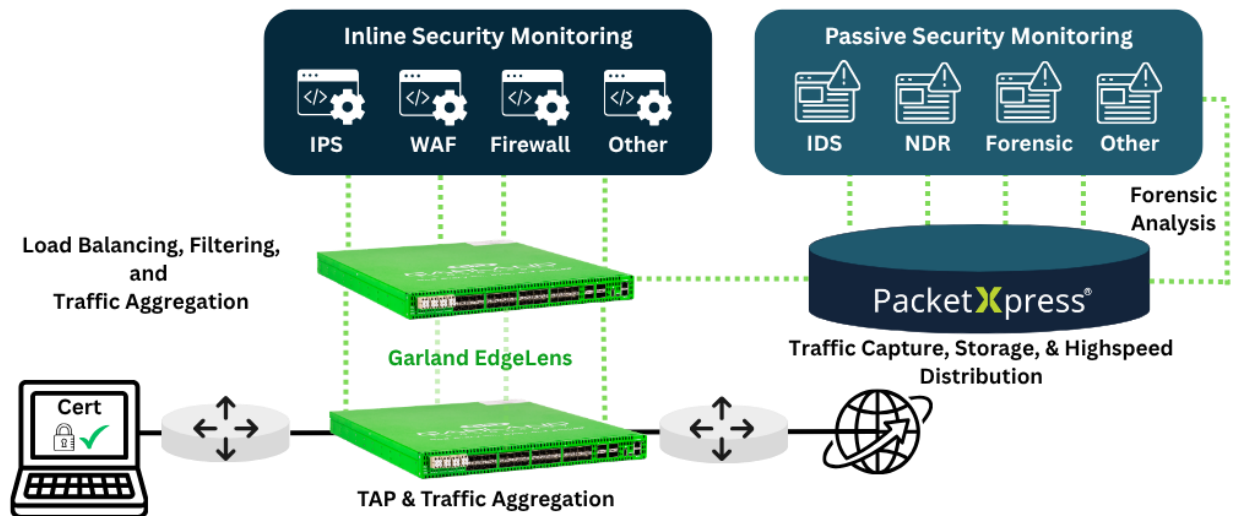 Inline Security Monitoring
IPS
WAF
Firewall
Other
Passive Security Monitoring
IDS
NDR
Forensic
Other
Forensic
Analysis
Load Balancing, Filtering,
and
Traffic Aggregation
PacketXpress®
Garland EdgeLens
Traffic Capture, Storage, & Highspeed
Distribution
Cert
TAP & Traffic Aggregation